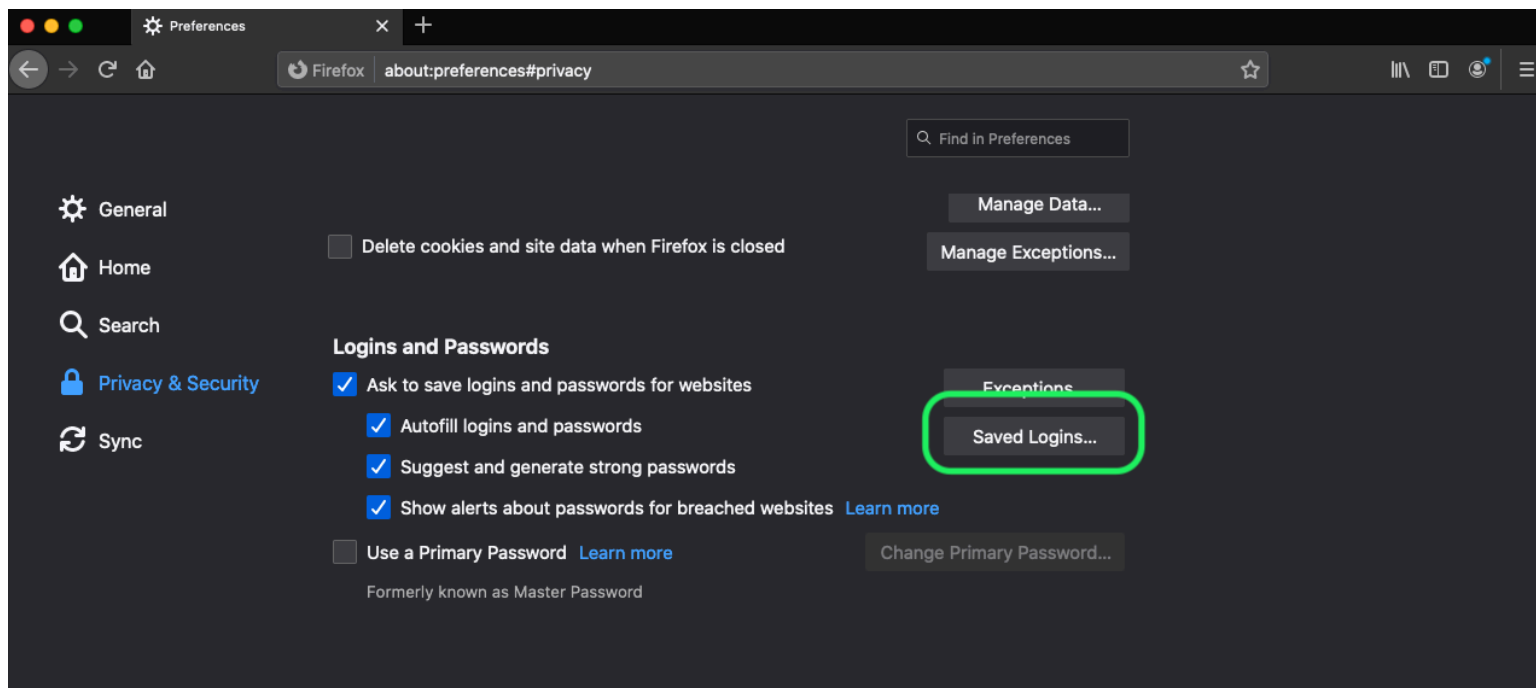 Preferences
Firefox about:preferences#privacy
Find in Preferences
General
Home
Search
Privacy & Security
Sync
Manage Data...
Delete cookies and site data when Firefox is closed
Manage Exceptions...
Logins and Passwords
Ask to save logins and passwords for websites
Exceptions...
Autofill logins and passwords
Saved Logins...
Suggest and generate strong passwords
Show alerts about passwords for breached websites Learn more
Use a Primary Password Learn more
Change Primary Password...
Formerly known as Master Password